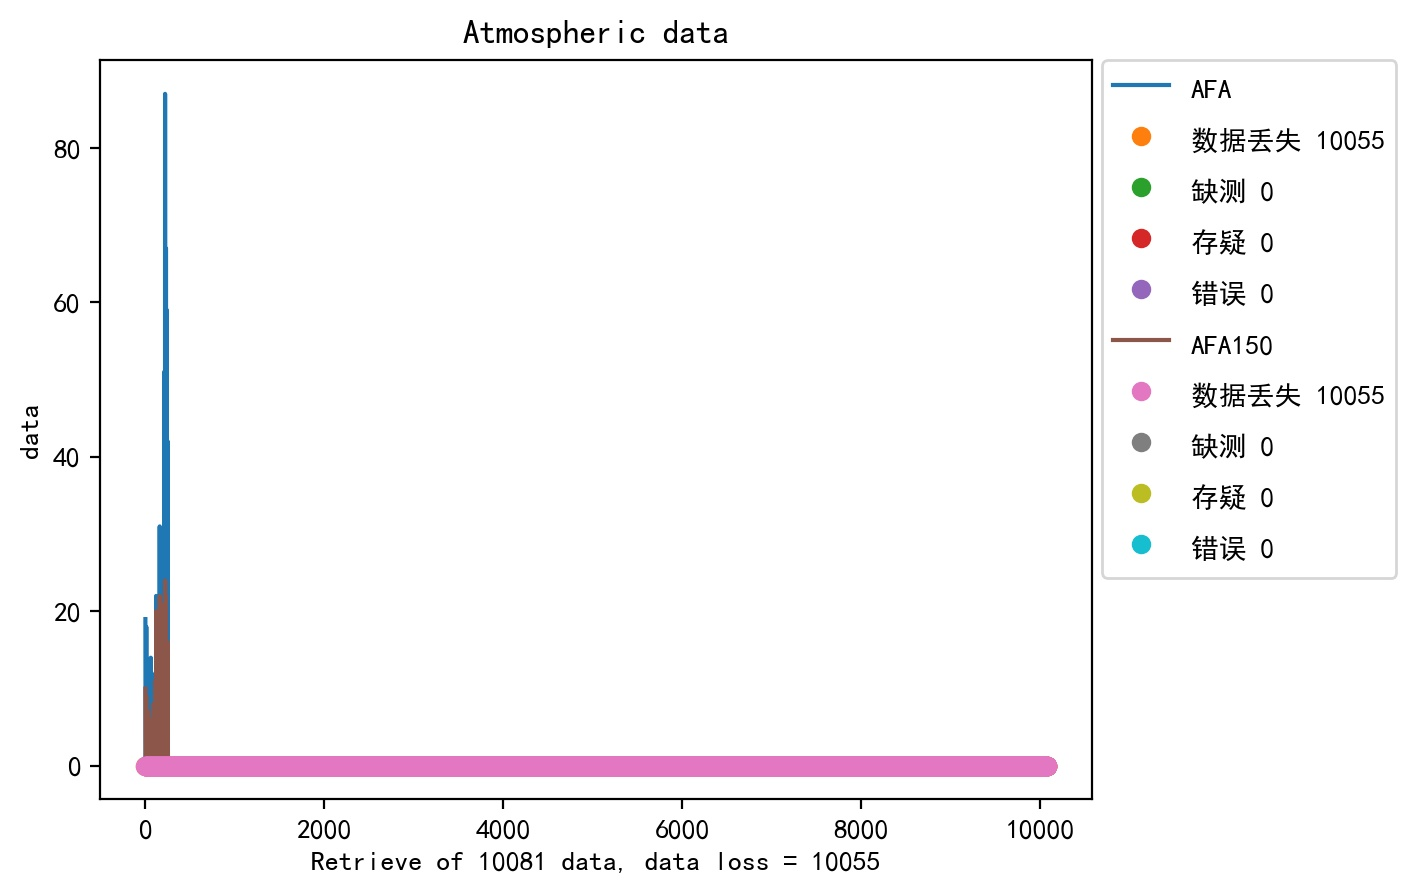 Atmospheric data
AFA
数据丢失 10055
缺测 0
存疑 0
错误 0
AFA150
数据丢失 10055
缺测 0
存疑 0
错误 0
data
80
60
40
20
0
0 2000 4000 6000 8000 10000
Retrieve of 10081 data, data loss = 10055